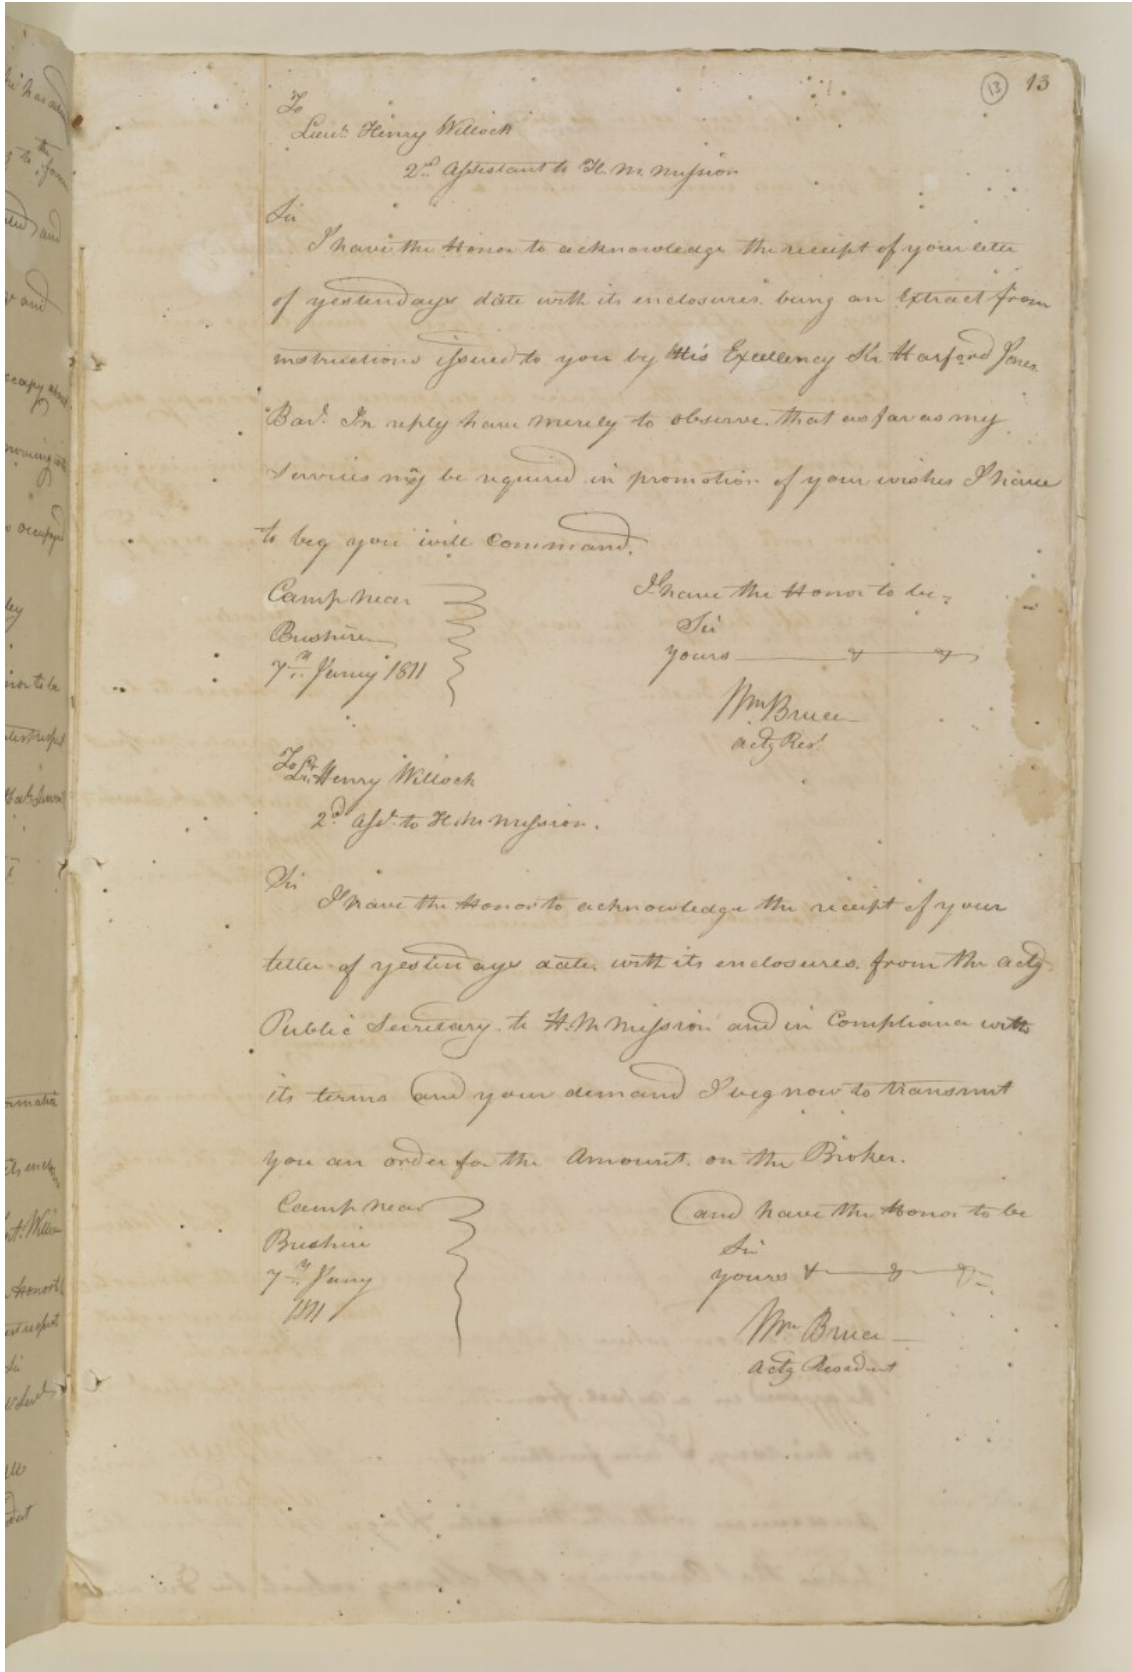 13 13
To
Lieut. Henry Willock
2nd Assistant to H. M. Mission
Sir
I have the Honor to acknowledge the receipt of your letter
of yesterdays date with its enclosures being an Extract from
instructions issued to you by His Excellency Sir Harford Jones
Bart. In reply have merely to observe that as far as my
services may be required in promotion of your wishes I have
to beg you will Command.
Camp near
Bushire
7th Jany 1811
I have the Honor to be,
Sir
yours
Wm Bruce
actg Rest.
To Lt. Henry Willock
2d. Asst. to H.M. Mission.
Sir
I have the Honor to acknowledge the receipt of your
letter of yesterdays date, with its enclosures from the actg
Public Secretary to H.M. Mission and in Compliance with
its terms and your demand I beg now to transmit
you an order for the Amount on the Broker.
Camp near
Bushire
7th Jany
1811
and have the Honor to be
Sir
yours
Wm Bruce
actg Resident